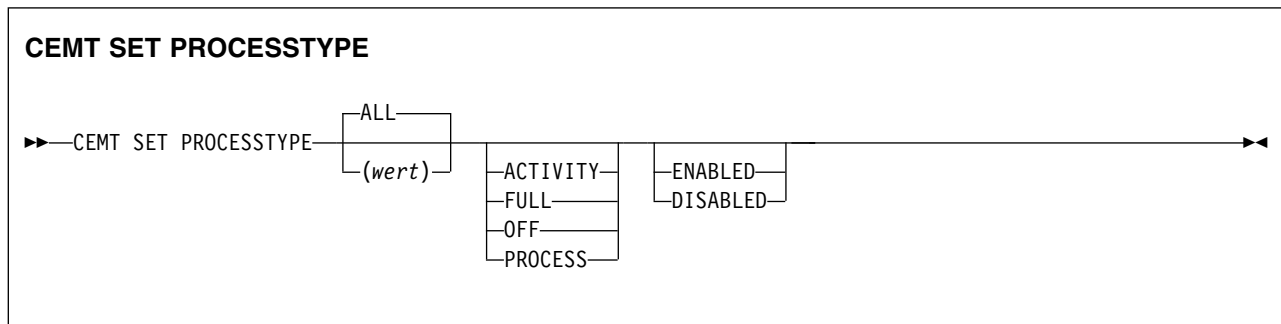 CEMT SET PROCESSTYPE
CEMT SET PROCESSTYPE
ALL
(wert)
ACTIVITY
FULL
OFF
PROCESS
ENABLED
DISABLED